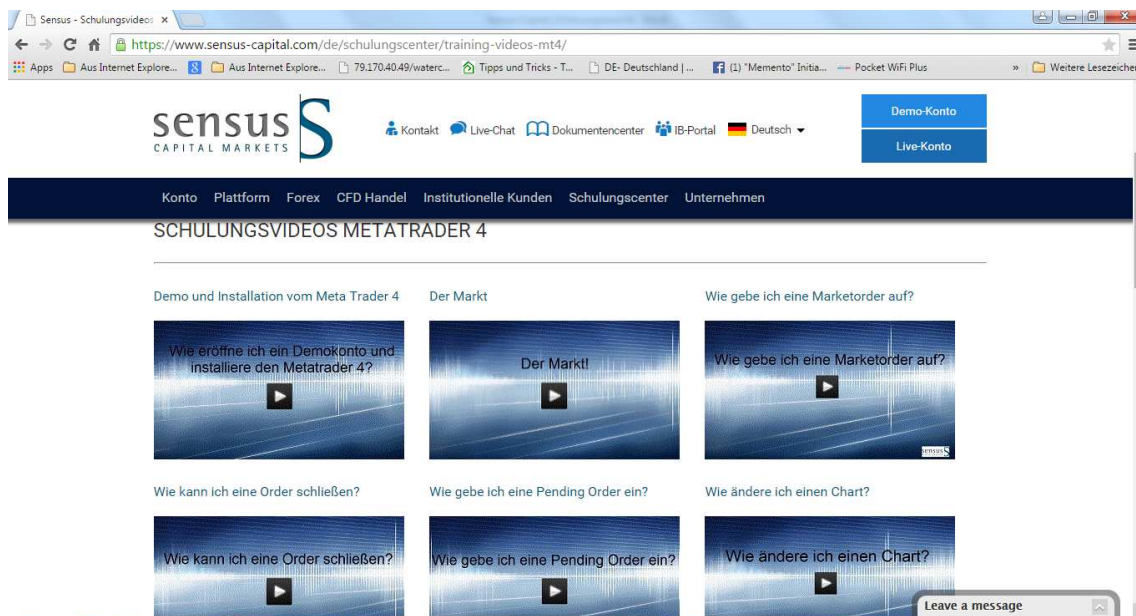 Sensus - Schulungsvideos
https://www.sensus-capital.com/de/schulungscenter/training-videos-mt4/
Apps Aus Internet Explore... Aus Internet Explore... 79.170.40.49/waterc... Tipps und Tricks - T... DE- Deutschland | ... (1) "Memento" Initia... Pocket WiFi Plus » Weitere Lesezeichen
sensus S
CAPITAL MARKETS
Kontakt Live-Chat Dokumentencenter IB-Portal Deutsch
Demo-Konto
Live-Konto
Konto Plattform Forex CFD Handel Institutionelle Kunden Schulungscenter Unternehmen
SCHULUNGSVIDEOS METATRADER 4
Demo und Installation vom Meta Trader 4 Der Markt Wie gebe ich eine Marketorder auf?
Wie eröffne ich ein Demokonto und
installiere den Metatrader 4?
Der Markt!
Wie gebe ich eine Marketorder auf?
sensus S
Wie kann ich eine Order schließen? Wie gebe ich eine Pending Order ein? Wie ändere ich einen Chart?
Wie kann ich eine Order schließen?
Wie gebe ich eine Pending Order ein?
Wie ändere ich einen Chart?
Leave a message